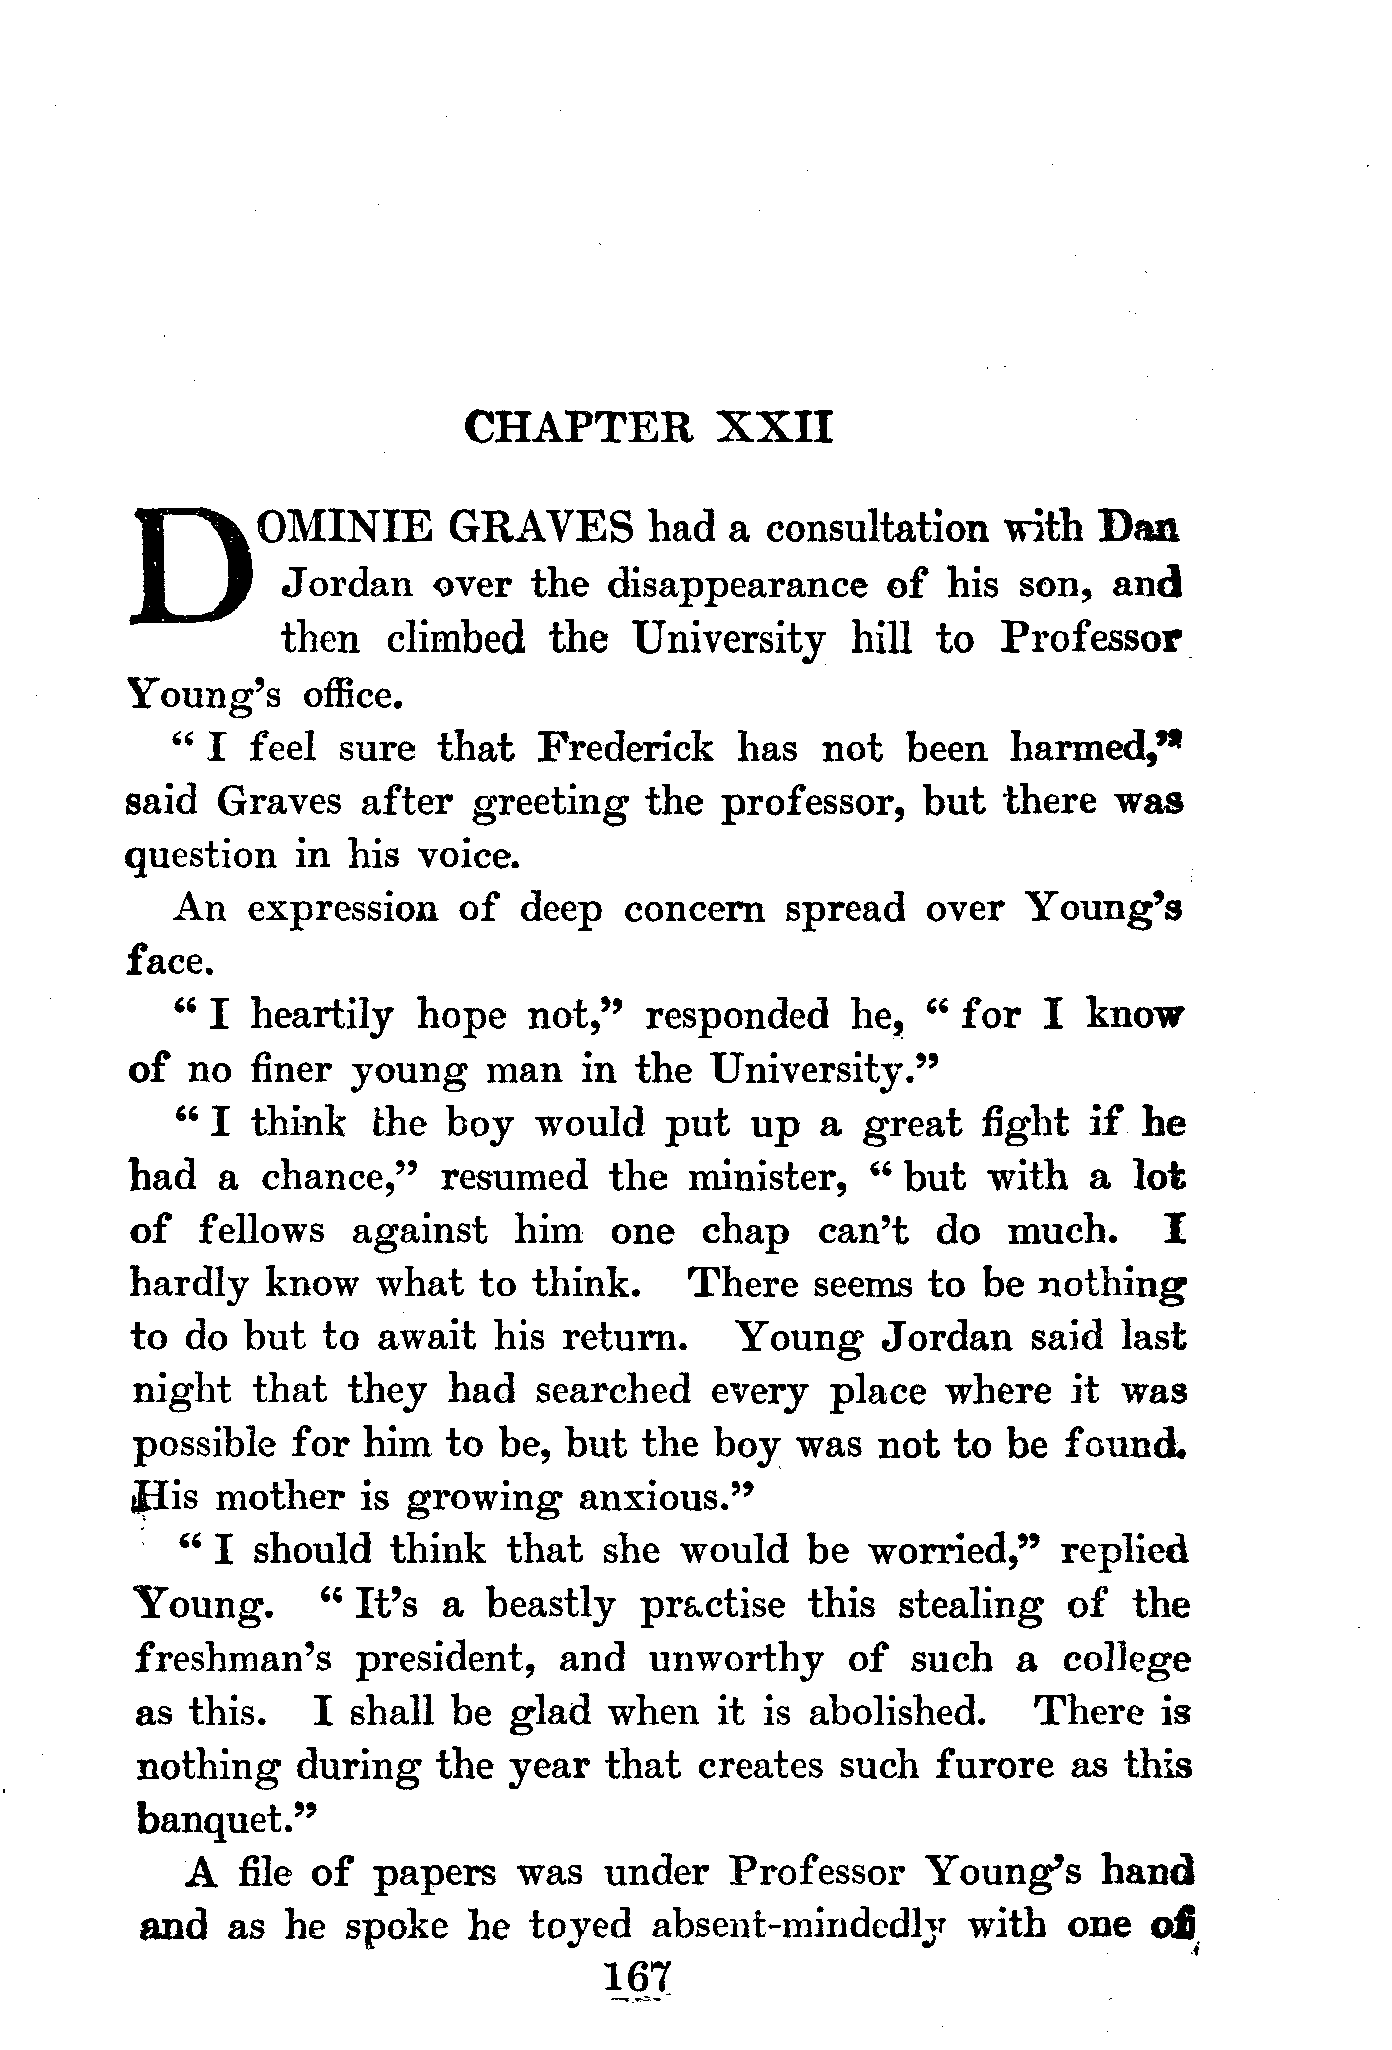 CHAPTER XXII
DOMINIE GRAVES had a consultation with Dan
Jordan over the disappearance of his son, and
then climbed the University hill to Professor
Young's office.
" I feel sure that Frederick has not been harmed,"
said Graves after greeting the professor, but there was
question in his voice.
An expression of deep concern spread over Young's
face.
" I heartily hope not," responded he, " for I know
of no finer young man in the University."
" I think the boy would put up a great fight if he
had a chance," resumed the minister, " but with a lot
of fellows against him one chap can't do much. I
hardly know what to think. There seems to be nothing
to do but to await his return. Young Jordan said last
night that they had searched every place where it was
possible for him to be, but the boy was not to be found.
His mother is growing anxious."
" I should think that she would be worried," replied
Young. " It's a beastly practise this stealing of the
freshman's president, and unworthy of such a college
as this. I shall be glad when it is abolished. There is
nothing during the year that creates such furore as this
banquet."
A file of papers was under Professor Young's hand
and as he spoke he toyed absent-mindedly with one of
167